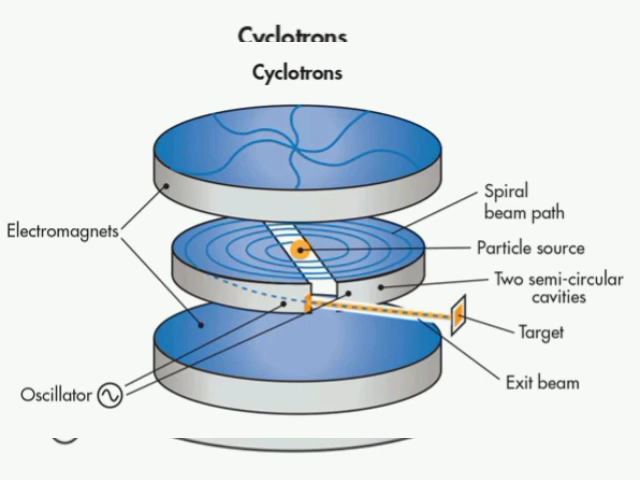 Cyclotrons
Cyclotrons
Spiral
beam path
Electromagnets
Particle source
Two semi-circular
cavities
Target
Exit beam
Oscillator